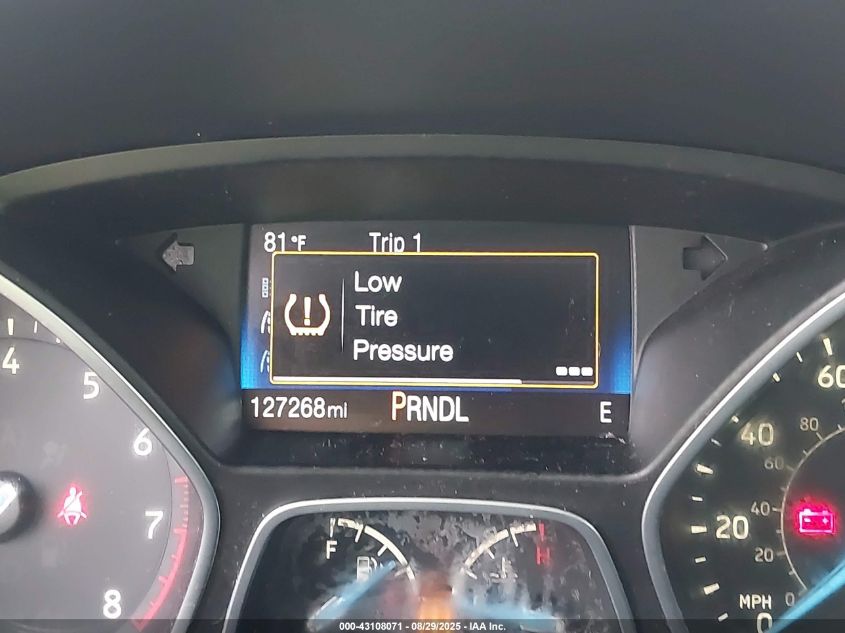 81°F Trip 1
Low
Tire
Pressure
127268mi PRNDL E
4
5
6
7
8
F
H
60
40
20
0
MPH
80
60
40
20
0
000-43108071 - 08/29/2025 - IAA Inc.